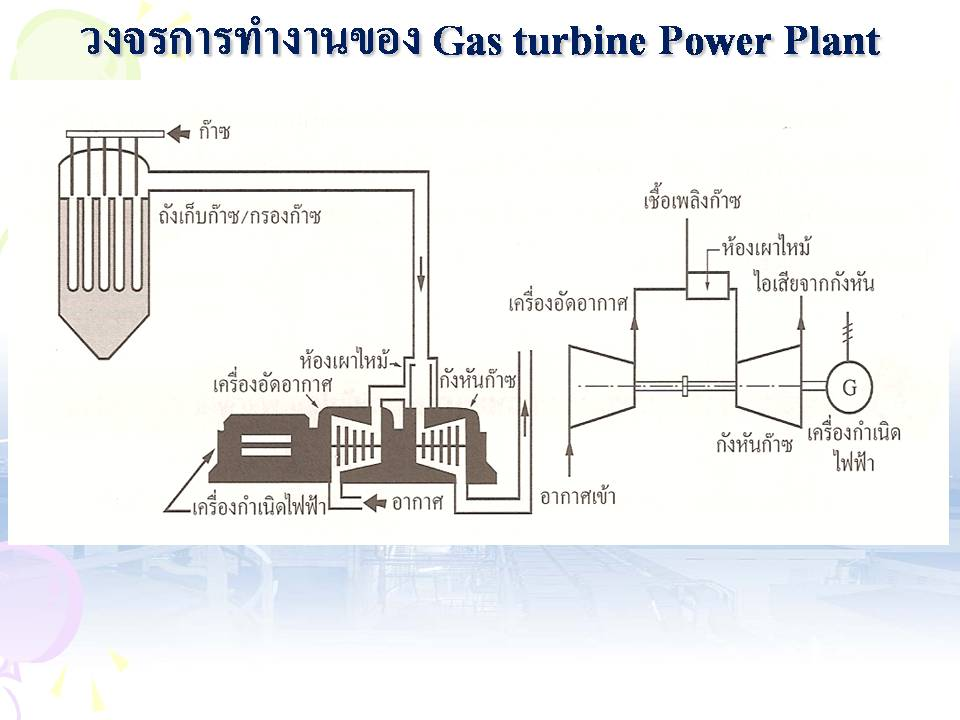 วงจรการทำงานของ Gas turbine Power Plant
ก๊าซ
ถังเก็บก๊าซ/กรองก๊าซ
ห้องเผาไหม้
เครื่องอัดอากาศ
กังหันก๊าซ
เครื่องกำเนิดไฟฟ้า
อากาศ
เชื้อเพลิงก๊าซ
ห้องเผาไหม้
ไอเสียจากกังหัน
เครื่องอัดอากาศ
G
กังหันก๊าซ
เครื่องกำเนิด
ไฟฟ้า
อากาศเข้า